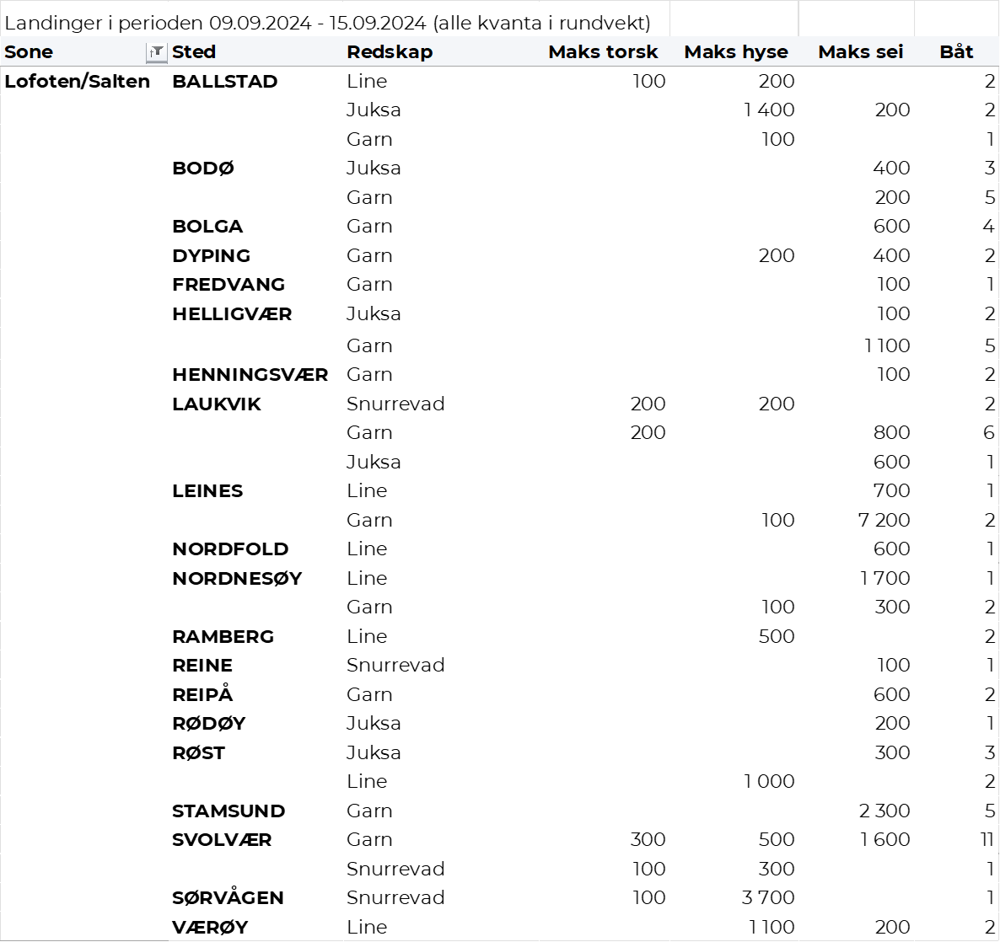 Landinger i perioden 09.09.2024 - 15.09.2024 (alle kvanta i rundvekt)
Sone Sted Redskap Maks torsk Maks hyse Maks sei Båt
Lofoten/Salten BALLSTAD Line 100 200 2
Juksa 1 400 200 2
Garn 100 1
BODØ Juksa 400 3
Garn 200 5
BOLGA Garn 600 4
DYPING Garn 200 400 2
FREDVANG Garn 100 1
HELLIGVÆR Juksa 100 2
Garn 1 100 5
HENNINGSVÆR Garn 100 2
LAUKVIK Snurrevad 200 200 2
Garn 200 800 6
Juksa 600 1
LEINES Line 700 1
Garn 100 7 200 2
NORDFOLD Line 600 1
NORDNESØY Line 1 700 1
Garn 100 300 2
RAMBERG Line 500 2
REINE Snurrevad 100 1
REIPÅ Garn 600 2
RØDØY Juksa 200 1
RØST Juksa 300 3
Line 1 000 2
STAMSUND Garn 2 300 5
SVOLVÆR Garn 300 500 1 600 11
Snurrevad 100 300 1
SØRVÅGEN Snurrevad 100 3 700 1
VÆRØY Line 1 100 200 2